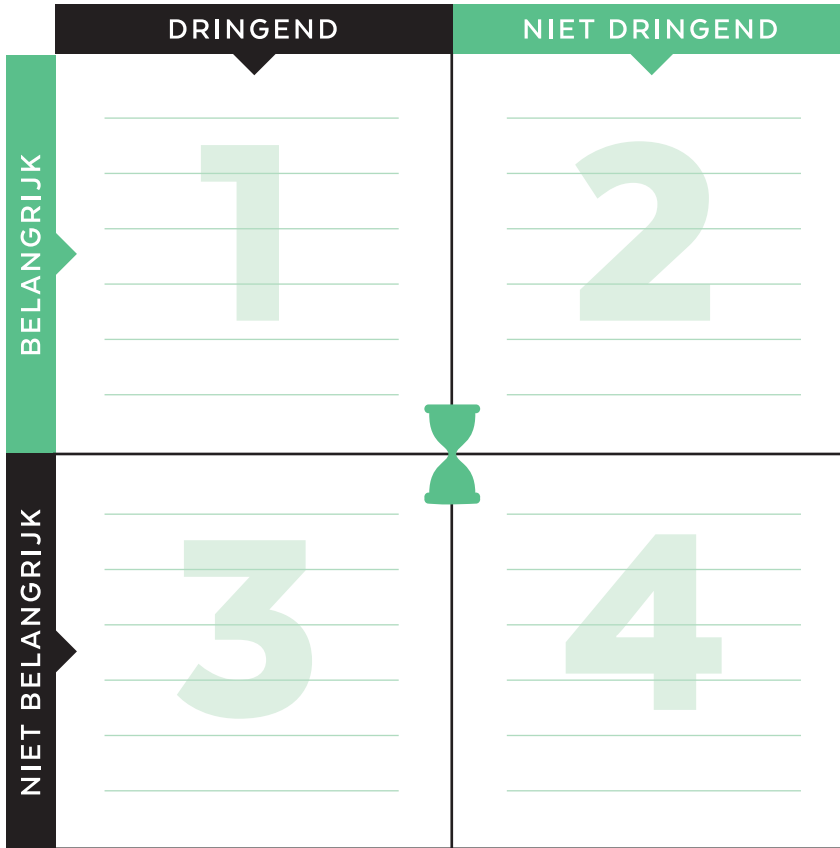 DRINGEND
NIET DRINGEND
BELANGRIJK
1
2
NIET BELANGRIJK
3
4